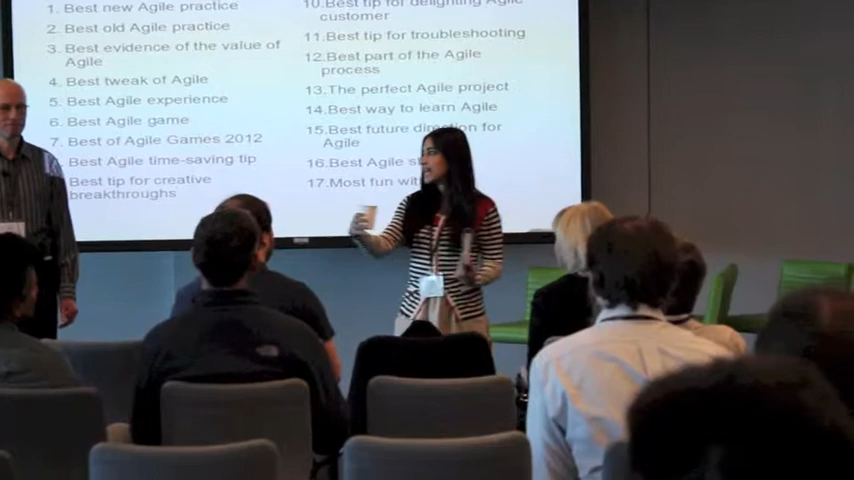 1. Best new Agile practice
2. Best old Agile practice
3. Best evidence of the value of
Agile
4. Best tweak of Agile
5. Best Agile experience
6. Best Agile game
7. Best of Agile Games 2012
Best Agile time-saving tip
Best tip for creating
breakthroughs
10. Best tip for delighting Agile
customer
11. Best tip for troubleshooting
12. Best part of the Agile
process
13. The perfect Agile project
14. Best way to learn Agile
15. Best future direction for
Agile
16. Best Agile
17. Most fun with